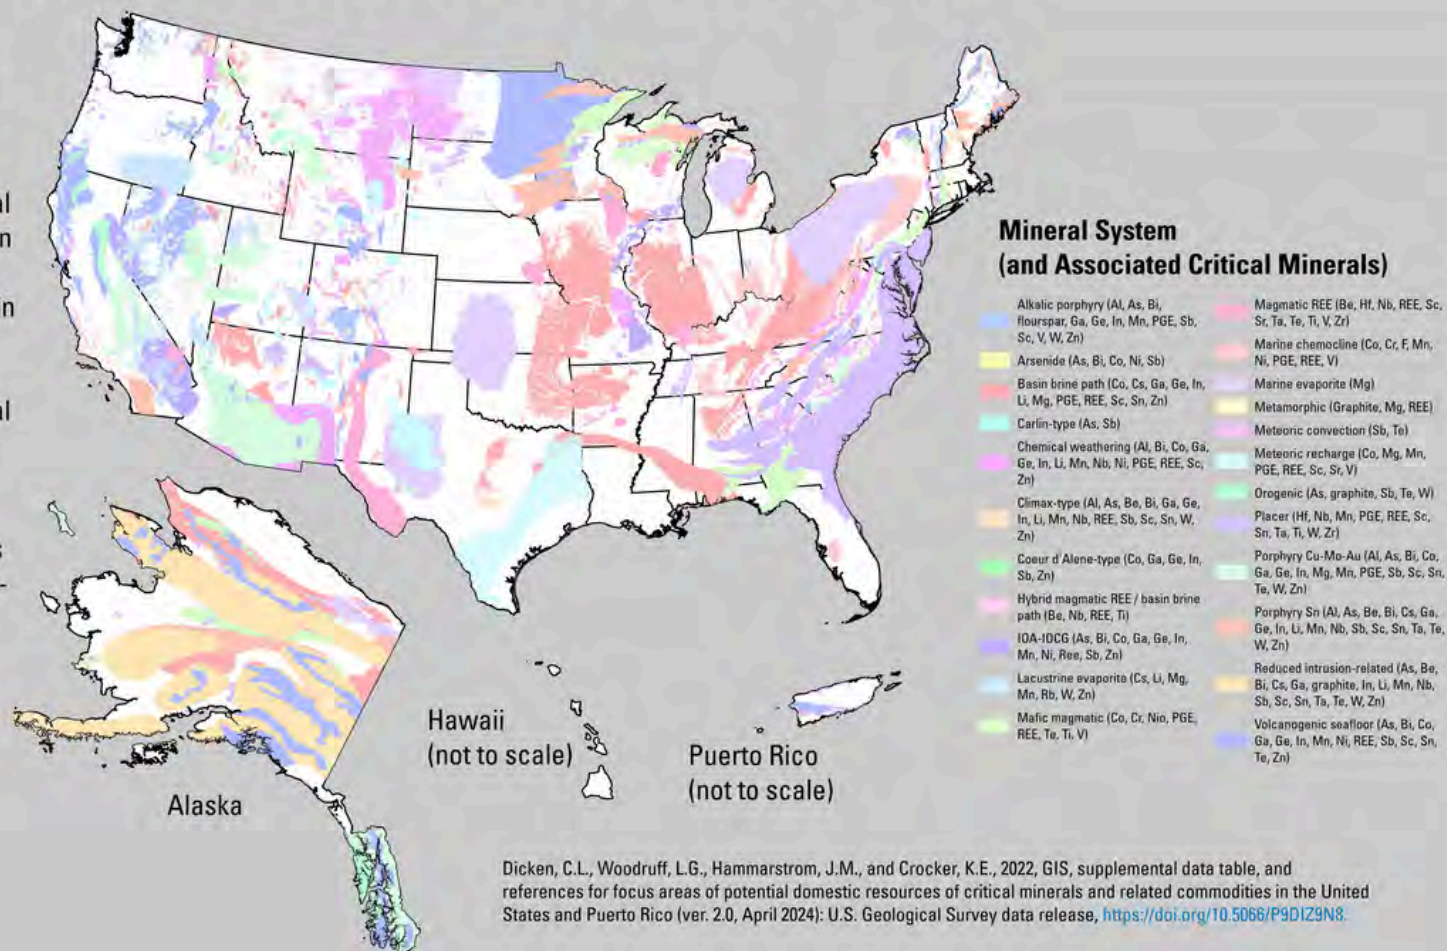 al
n
in
al
s
Mineral System
(and Associated Critical Minerals)
Alkalic porphyry (Al, As, Bi,
flourspar, Ga, Ge, In, Mn, PGE, Sb,
Sc, V, W, Zn)
Arsenide (As, Bi, Co, Ni, Sb)
Basin brine path (Co, Cs, Ga, Ge, In,
Li, Mg, PGE, REE, Sc, Sn, Zn)
Carlin-type (As, Sb)
Chemical weathering (Al, Bi, Co, Ga,
Ge, In, Li, Mn, Nb, Ni, PGE, REE, Sc,
Zn)
Climax-type (Al, As, Be, Bi, Ga, Ge,
In, Li, Mn, Nb, REE, Sb, Sc, Sn, W,
Zn)
Coeur d'Alene-type (Co, Ga, Ge, In,
Sb, Zn)
Hybrid magmatic REE / basin brine
path (Be, Nb, REE, Ti)
IOA-IOCG (As, Bi, Co, Ga, Ge, In,
Mn, Ni, Ree, Sb, Zn)
Lacustrine evaporite (Cs, Li, Mg,
Mn, Rb, W, Zn)
Mafic magmatic (Co, Cr, Nio, PGE,
REE, Te, Ti, V)
Magmatic REE (Be, Hf, Nb, REE, Sc,
Sr, Ta, Te, Ti, V, Zr)
Marine chemocline (Co, Cr, F, Mn,
Ni, PGE, REE, V)
Marine evaporite (Mg)
Metamorphic (Graphite, Mg, REE)
Meteoric convection (Sb, Te)
Meteoric recharge (Co, Mg, Mn,
PGE, REE, Sc, Sr, V)
Orogenic (As, graphite, Sb, Te, W)
Placer (Hf, Nb, Mn, PGE, REE, Sc,
Sn, Ta, Ti, W, Zr)
Porphyry Cu-Mo-Au (Al, As, Bi, Co,
Ga, Ge, In, Mg, Mn, PGE, Sb, Sc, Sn,
Te, W, Zn)
Porphyry Sn (Al, As, Be, Bi, Cs, Ga,
Ge, In, Li, Mn, Nb, Sb, Sc, Sn, Ta, Te,
W, Zn)
Reduced intrusion-related (As, Be,
Bi, Cs, Ga, graphite, In, Li, Mn, Nb,
Sb, Sc, Sn, Ta, Te, W, Zn)
Volcanogenic seafloor (As, Bi, Co,
Ga, Ge, In, Mn, Ni, REE, Sb, Sc, Sn,
Te, Zn)
Alaska
Hawaii
(not to scale)
Puerto Rico
(not to scale)
Dicken, C.L., Woodruff, L.G., Hammarstrom, J.M., and Crocker, K.E., 2022, GIS, supplemental data table, and
references for focus areas of potential domestic resources of critical minerals and related commodities in the United
States and Puerto Rico (ver. 2.0, April 2024): U.S. Geological Survey data release, https://doi.org/10.5066/P9DIZ9N8.